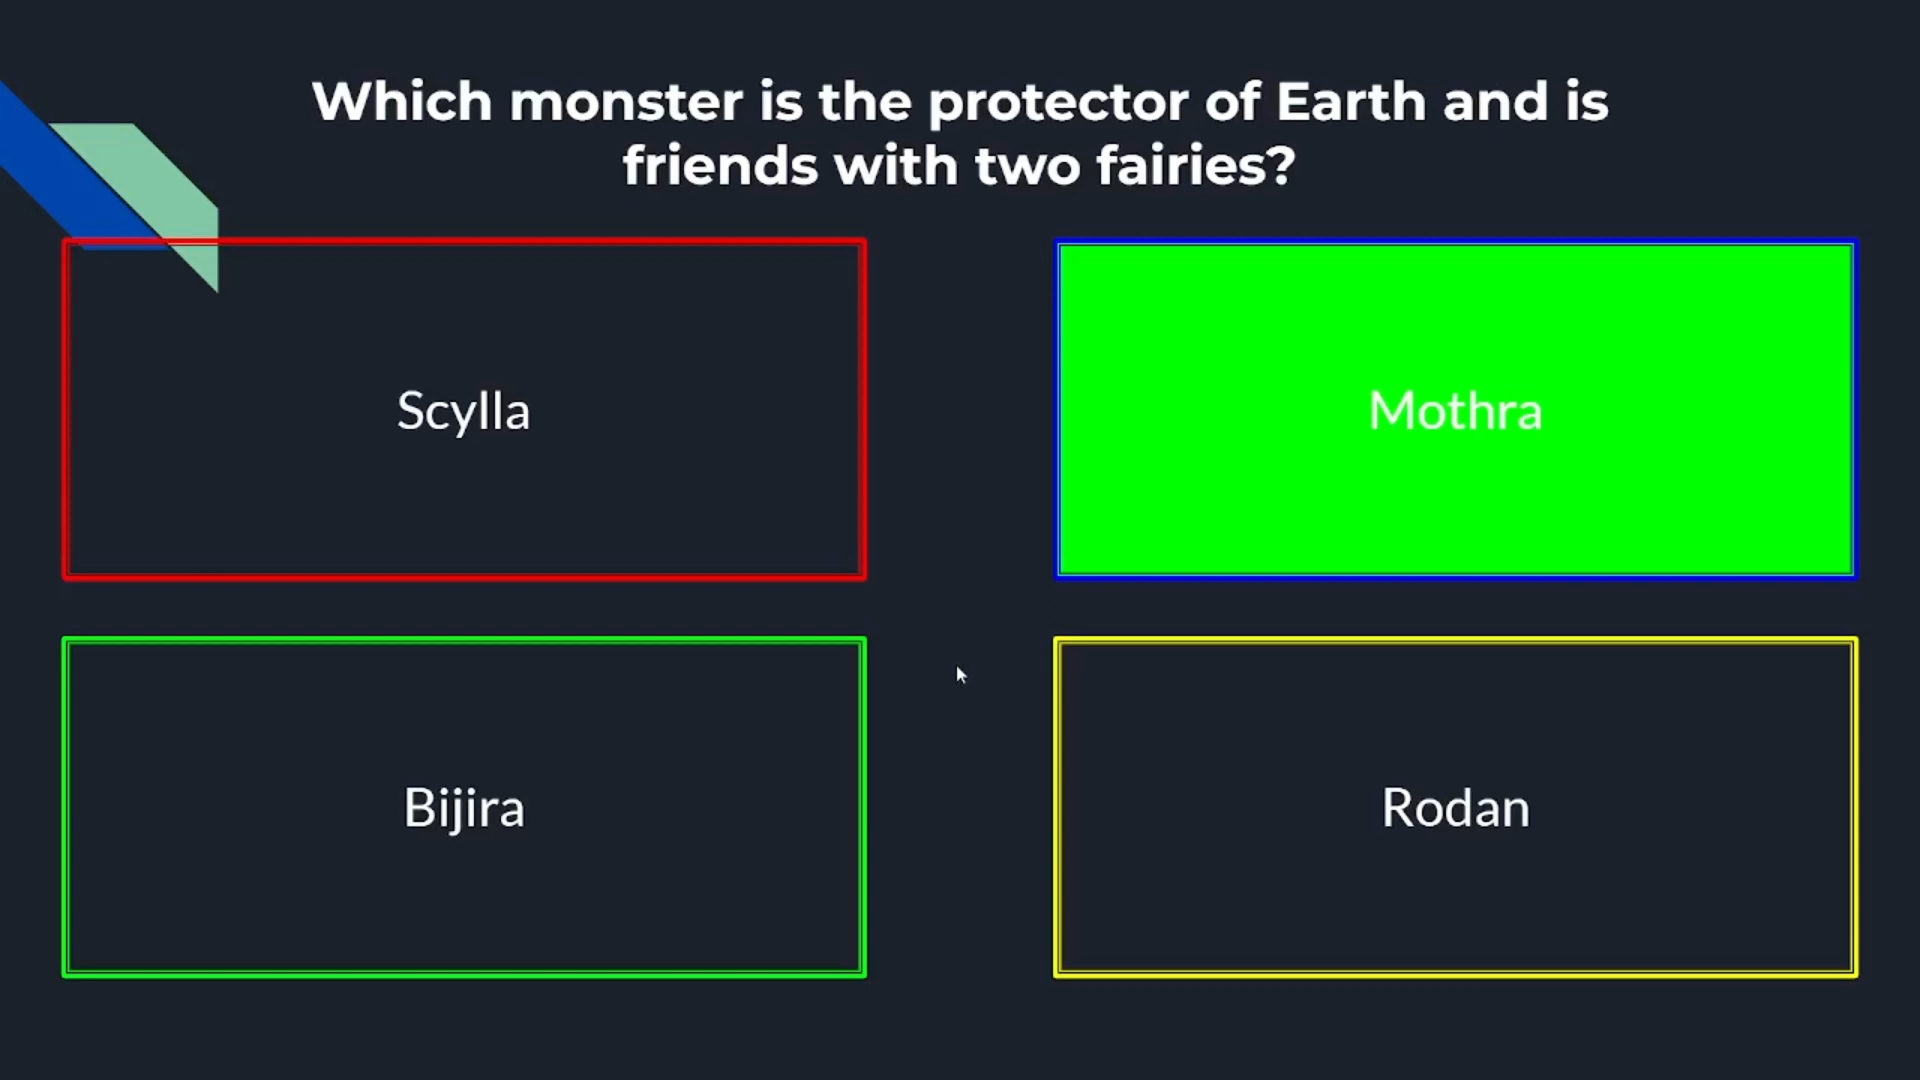 Which monster is the protector of Earth and is
friends with two fairies?
Scylla
Mothra
Bijira
Rodan